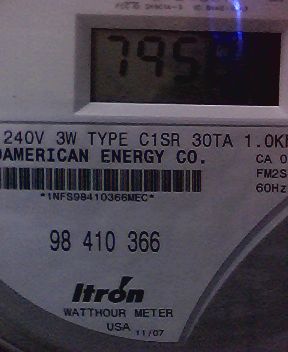 795
240V 3W TYPE C1SR 30TA 1.0K
AMERICAN ENERGY CO.
CA 0
FM2S
60Hz
*1NFS98410366MEC*
98 410 366
Itron
WATTHOUR METER
USA 11/07